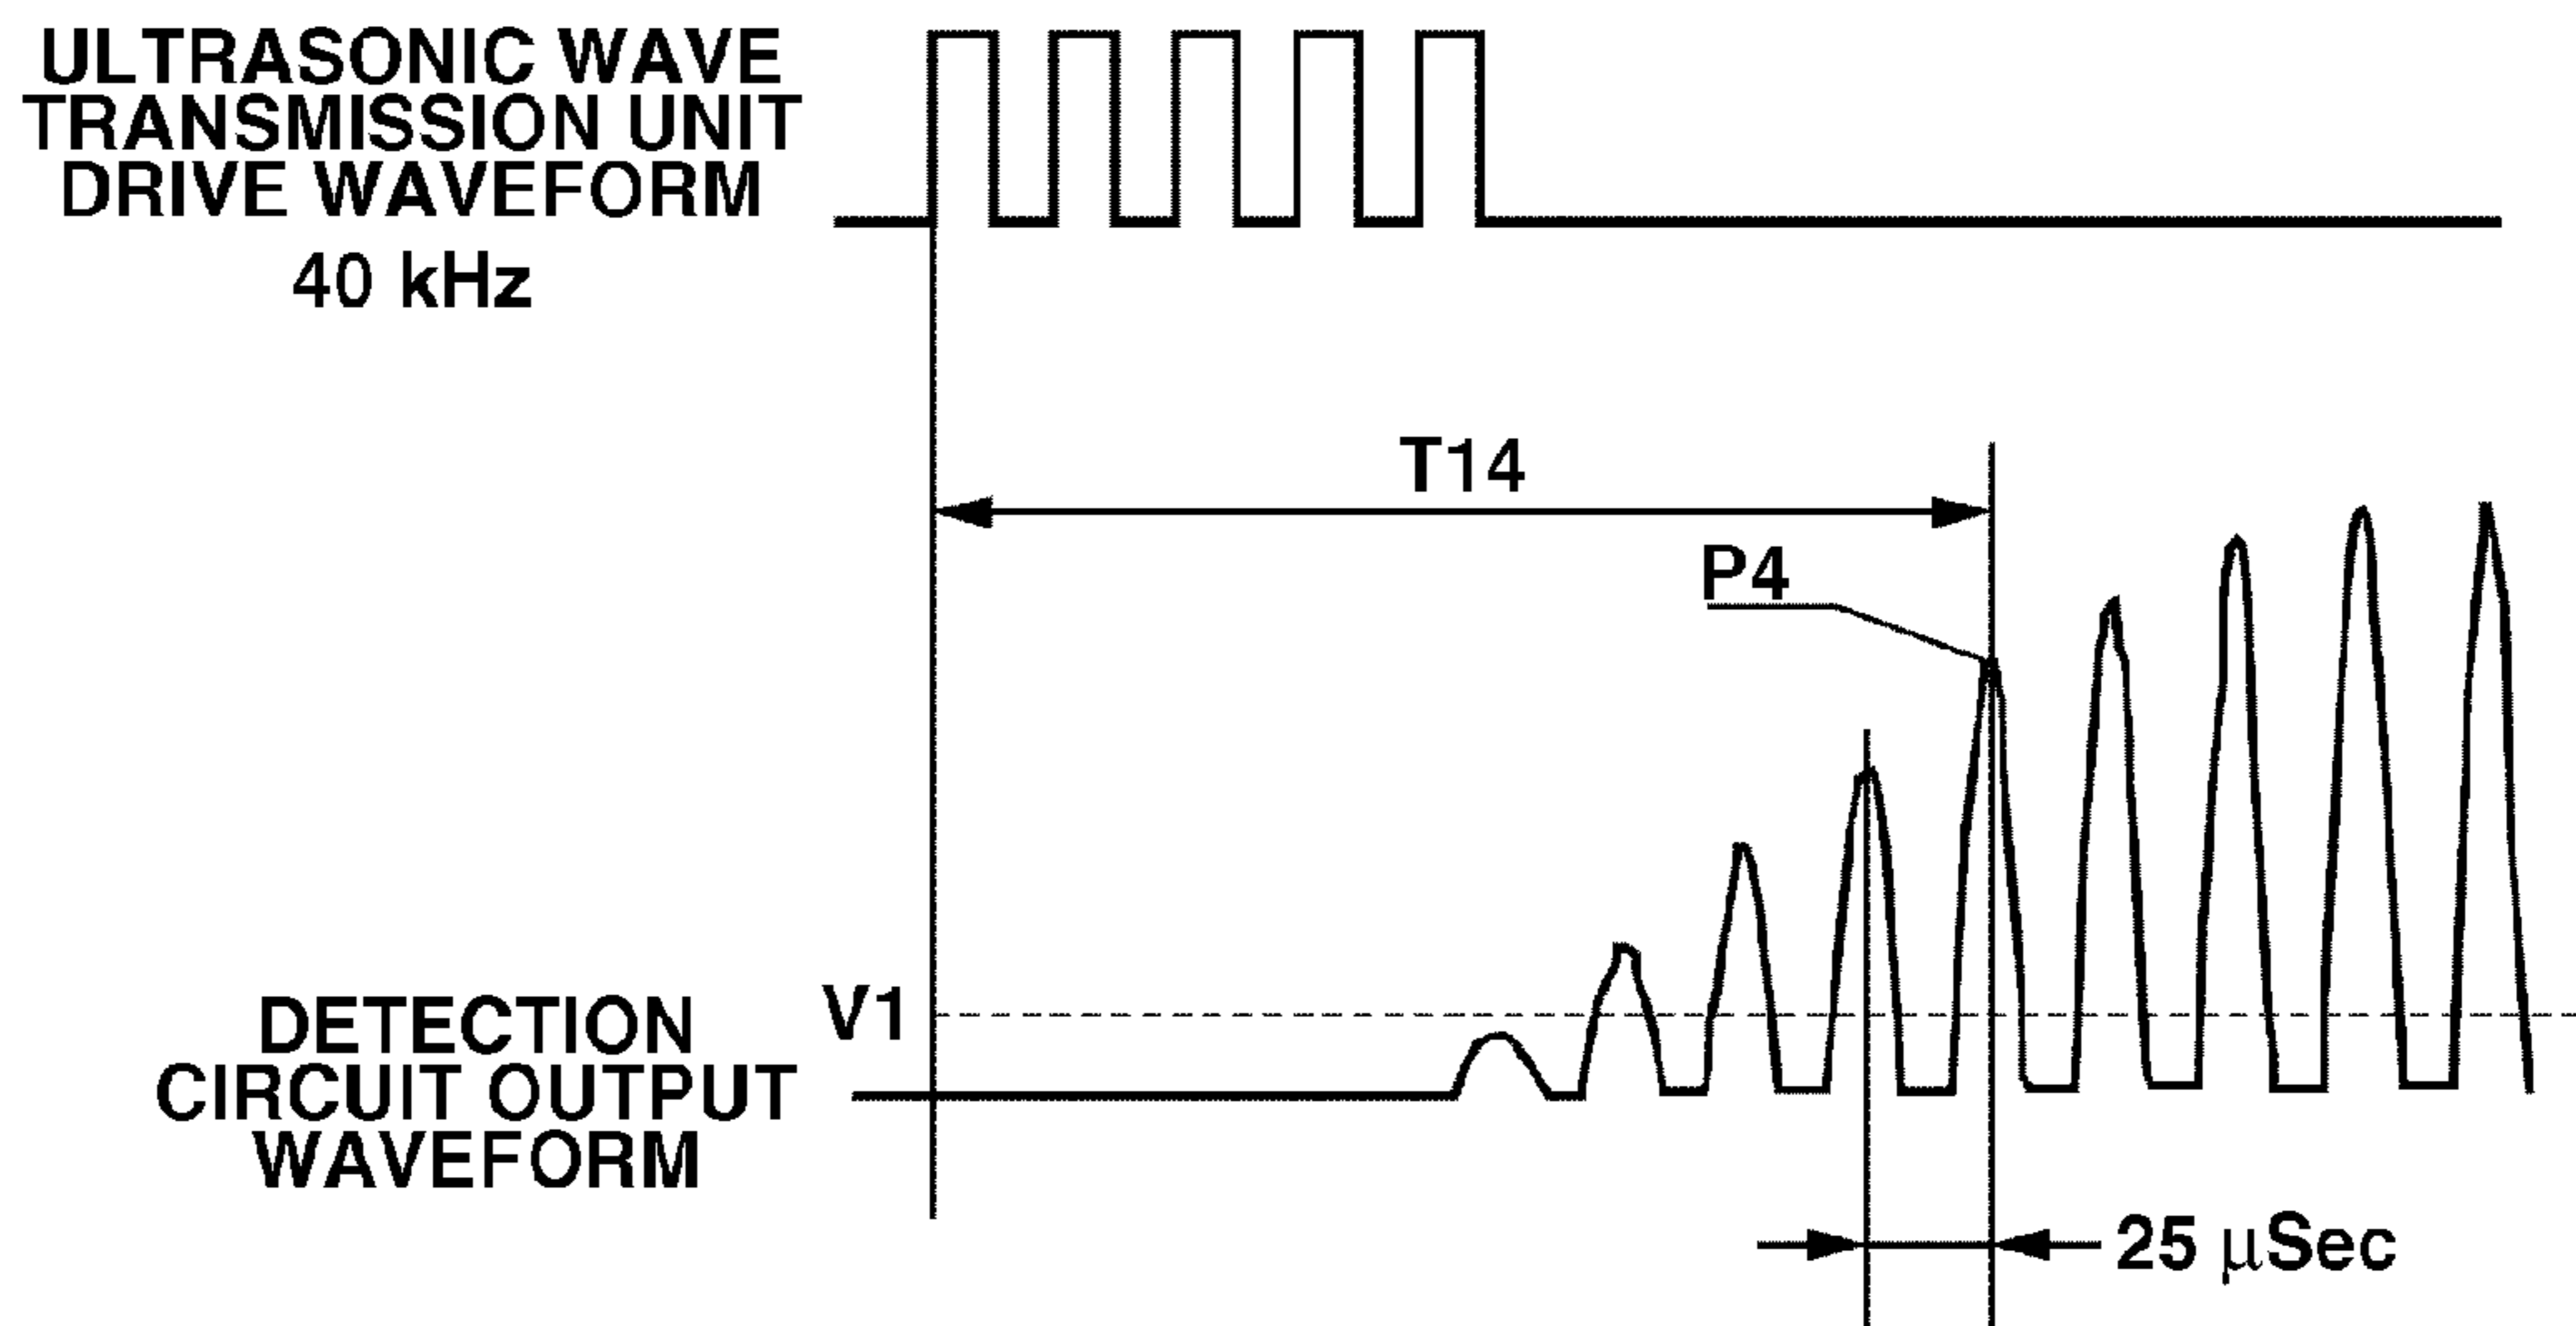 ULTRASONIC WAVE
TRANSMISSION UNIT
DRIVE WAVEFORM
40 kHz
T14
P4
V1
DETECTION
CIRCUIT OUTPUT
WAVEFORM
25 μSec